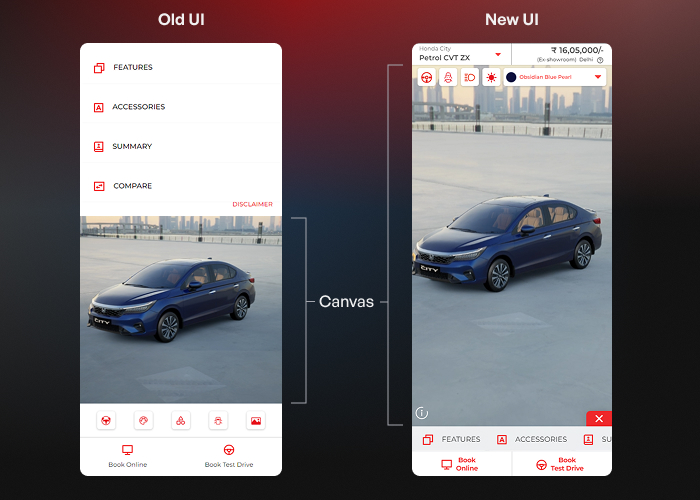 Old UI
New UI
FEATURES
ACCESSORIES
SUMMARY
COMPARE
DISCLAIMER
CITY
Book Online
Book Test Drive
Canvas
Honda City
Petrol CVT ZX
₹ 16,05,000/-
(Ex showroom) Delhi
Obsidian Blue Pearl
CITY
FEATURES
ACCESSORIES
SU
Book
Online
Book
Test Drive